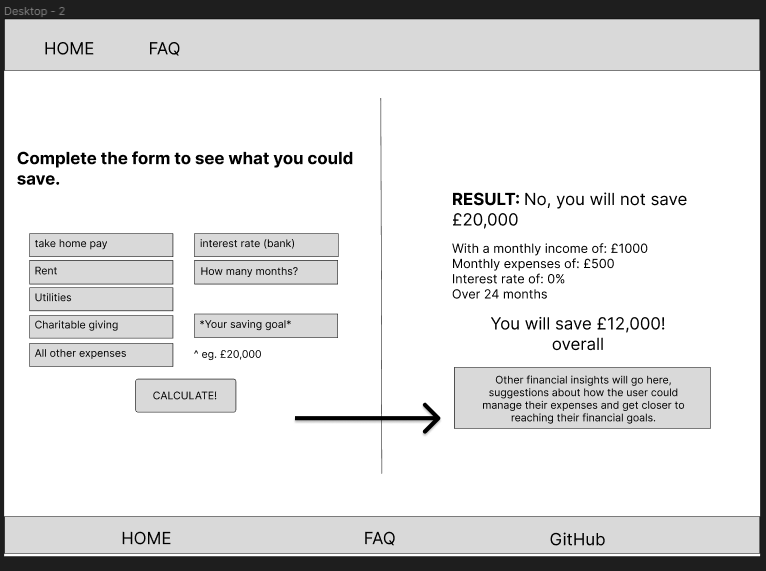 Desktop - 2
HOME FAQ
Complete the form to see what you could
save.
take home pay
Rent
Utilities
Charitable giving
All other expenses
interest rate (bank)
How many months?
*Your saving goal*
^ eg. £20,000
CALCULATE!
RESULT: No, you will not save
£20,000
With a monthly income of: £1000
Monthly expenses of: £500
Interest rate of: 0%
Over 24 months
You will save £12,000!
overall
Other financial insights will go here,
suggestions about how the user could
manage their expenses and get closer to
reaching their financial goals.
HOME FAQ GitHub